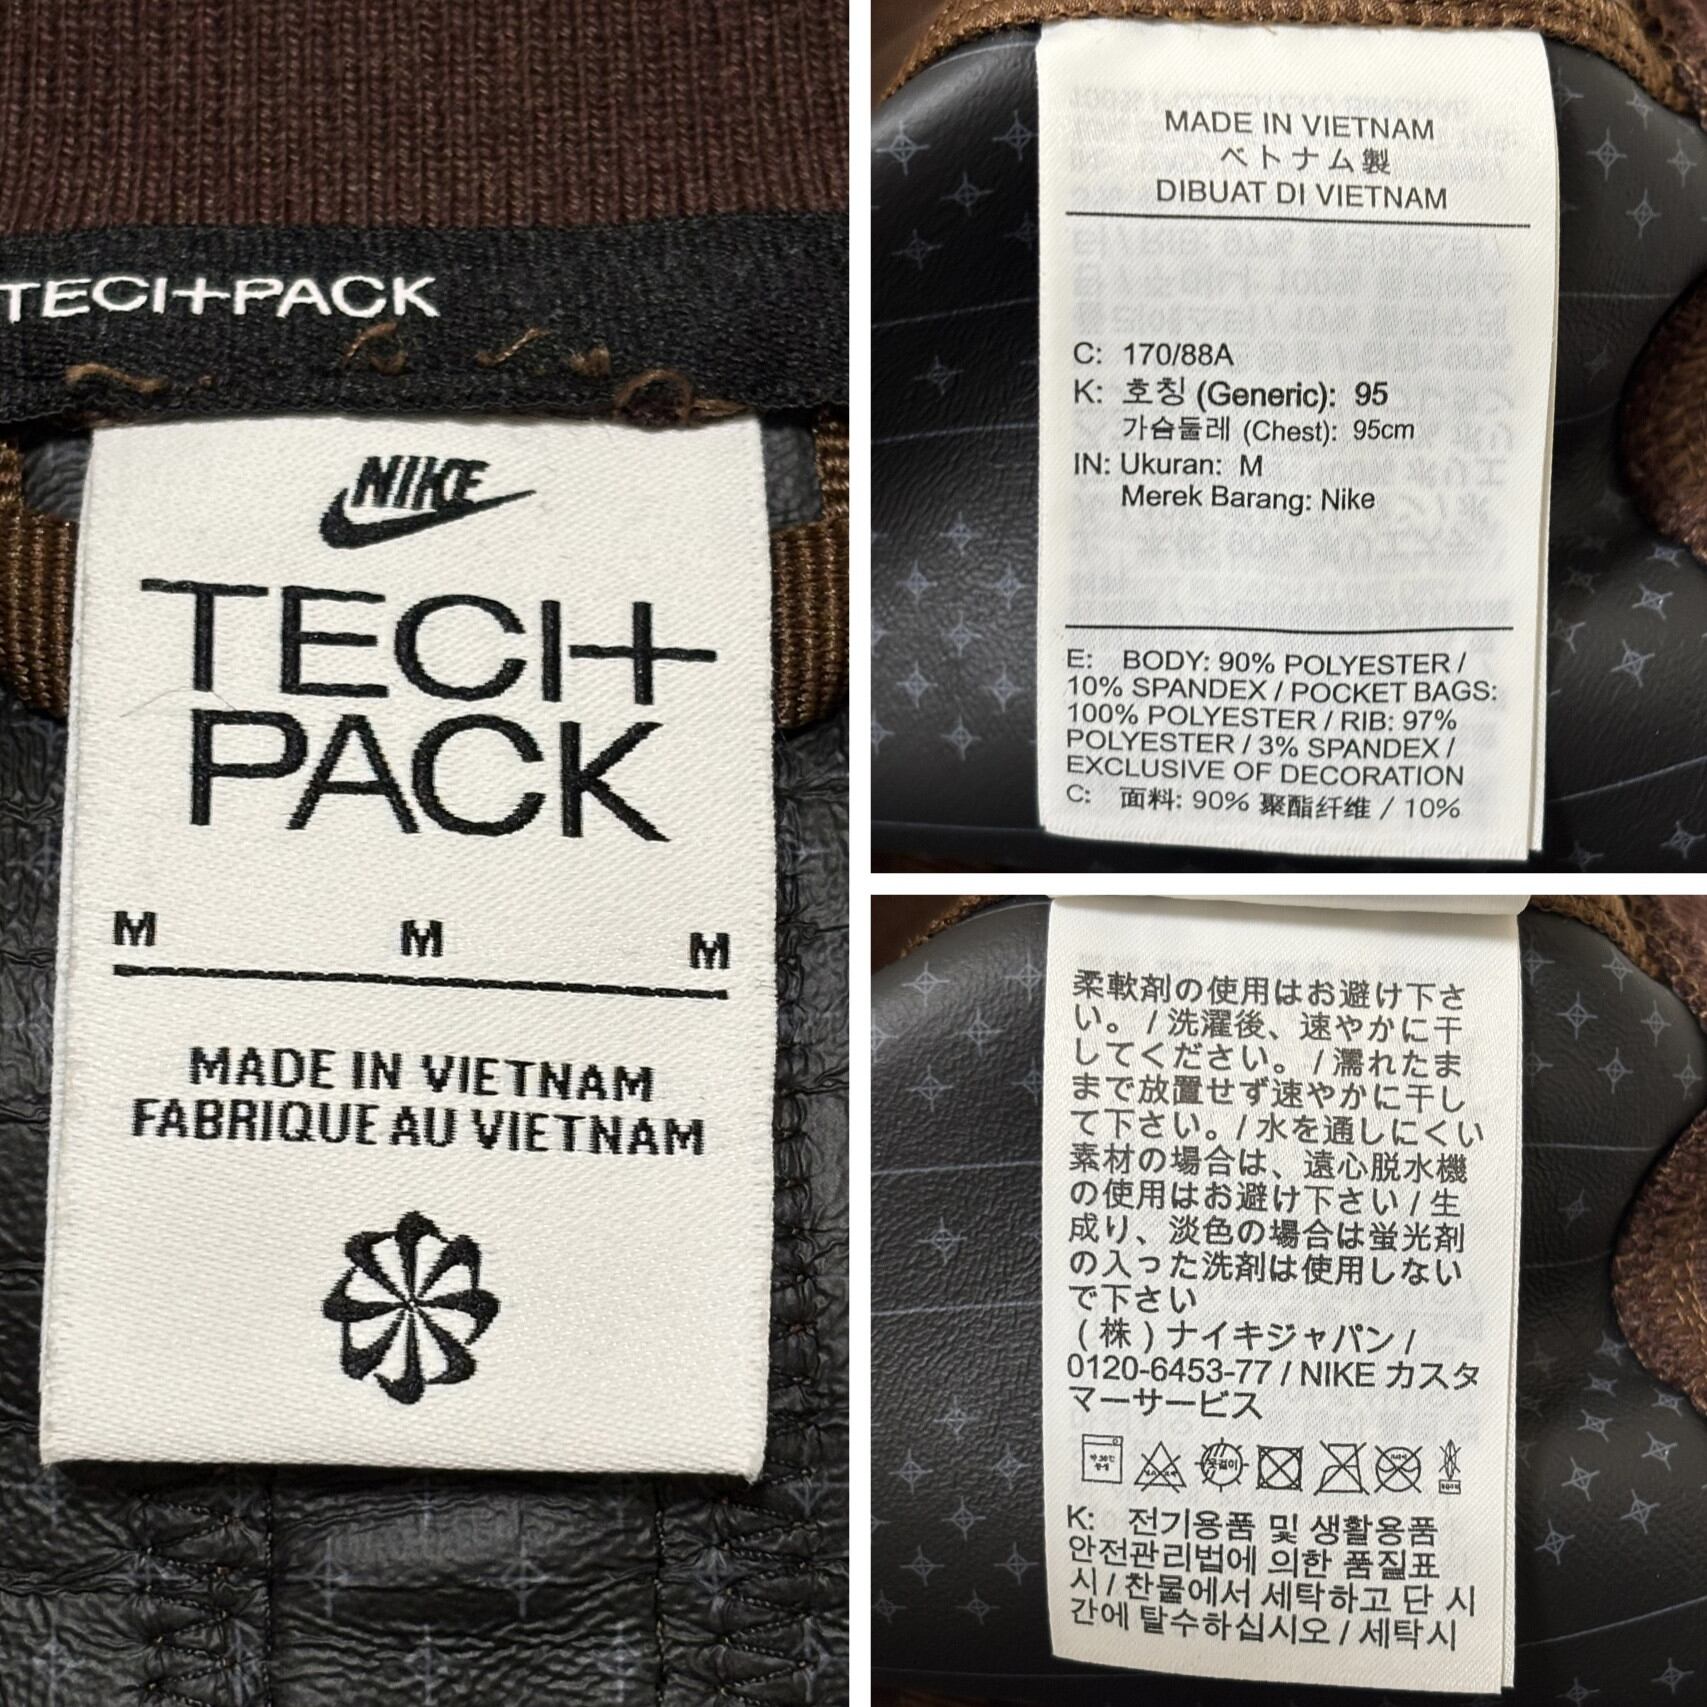 TECH+PACK
NIKE
TECH
PACK
M M M
MADE IN VIETNAM
FABRIQUE AU VIETNAM
MADE IN VIETNAM
ベトナム製
DIBUAT DI VIETNAM
C: 170/88A
K: 호칭 (Generic): 95
가슴둘레 (Chest): 95cm
IN: Ukuran: M
Merek Barang: Nike
E: BODY: 90% POLYESTER /
10% SPANDEX / POCKET BAGS:
100% POLYESTER / RIB: 97%
POLYESTER / 3% SPANDEX /
EXCLUSIVE OF DECORATION
C: 面料: 90% 聚酯纤维 / 10%
柔軟剤の使用はお避け下さ
い。 / 洗濯後、速やかに干
してください。 / 濡れたま
まで放置せず速やかに干し
て下さい。 / 水を通しにくい
素材の場合は、遠心脱水機
の使用はお避け下さい / 生
成り、淡色の場合は蛍光剤
の入った洗剤は使用しない
で下さい
(株)ナイキジャパン /
0120-6453-77 / NIKE カスタ
マーサービス
K: 전기용품 및 생활용품
안전관리법에 의한 품질표
시 / 찬물에서 세탁하고 단 시
간에 탈수하십시오 / 세탁시